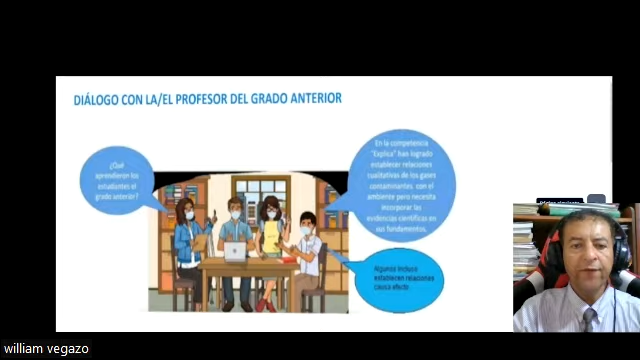 DIÁLOGO CON LA/EL PROFESOR DEL GRADO ANTERIOR
¿Qué
aprendieron los
estudiantes el
grado anterior?
En la competencia
"Explica" han logrado
establecer relaciones
cualitativas de los gases
contaminantes con el
ambiente pero necesita
incorporar las
evidencias científicas en
sus fundamentos.
Algunos incluso
establecen relaciones
causa efecto.
william vegazo